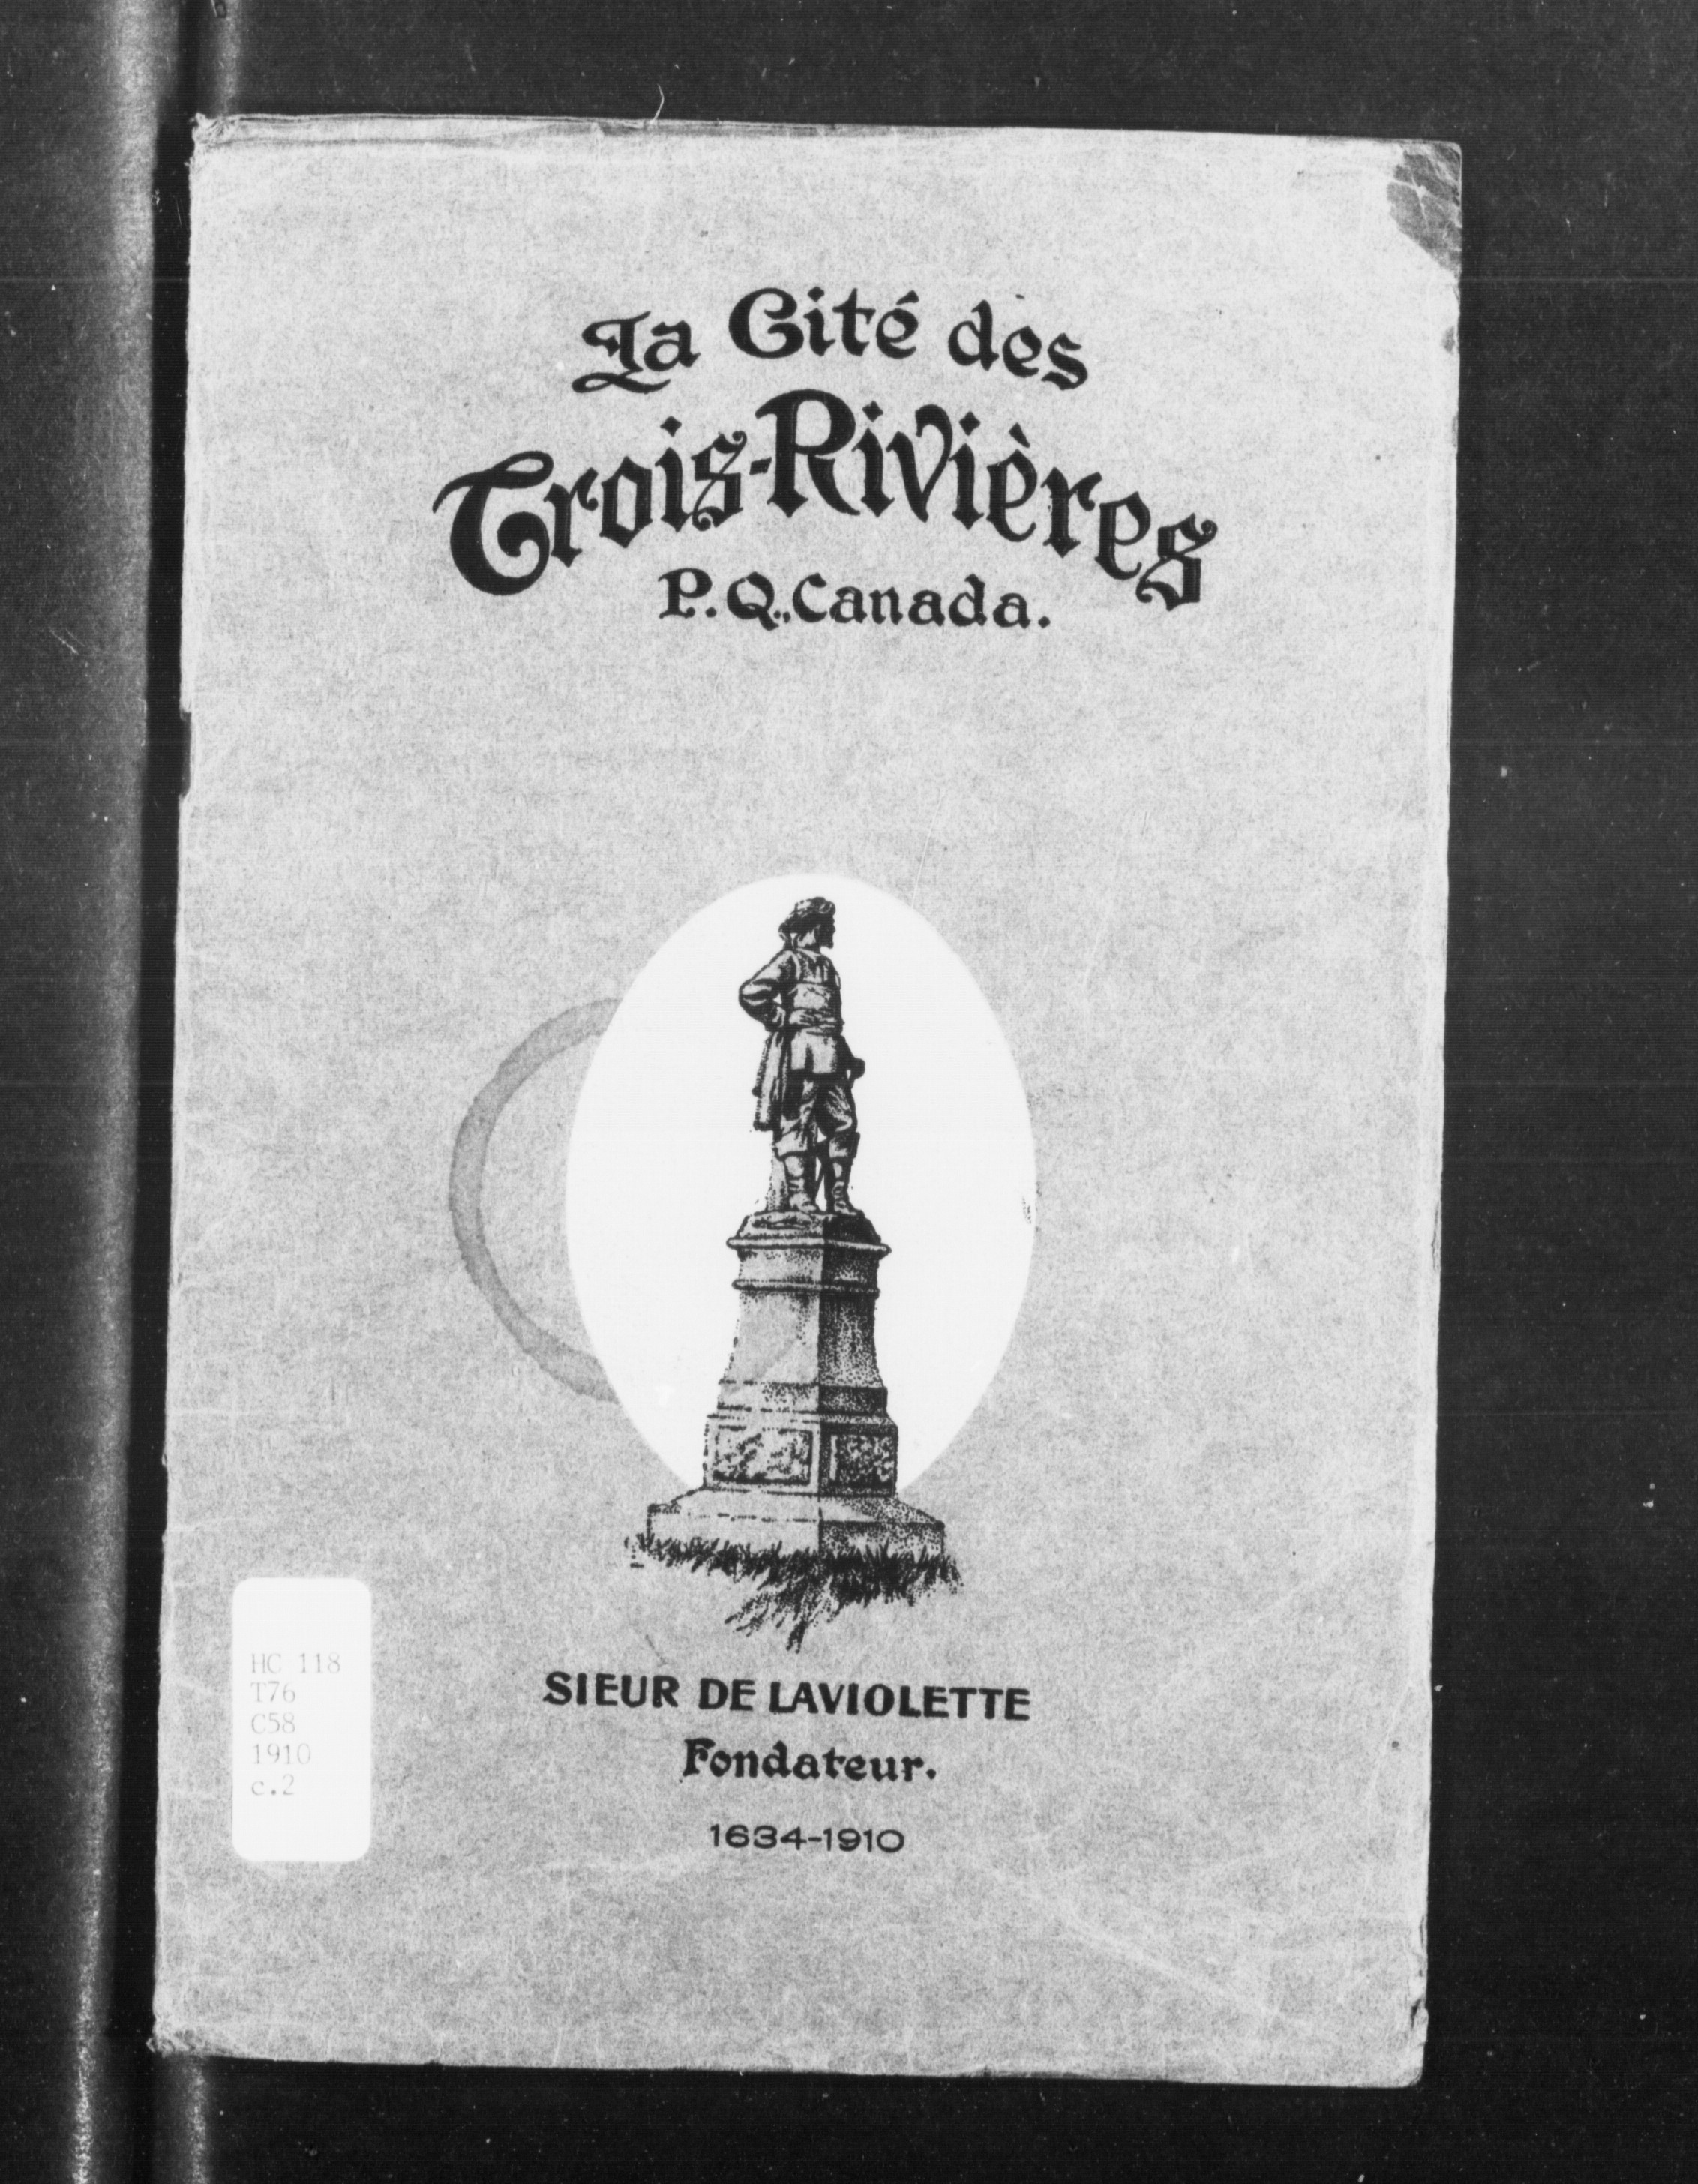 La Cité des
Trois-Rivières
P.Q., Canada.
HC 118
T76
C58
1910
c.2
SIEUR DE LAVIOLETTE
Fondateur.
1634-1910